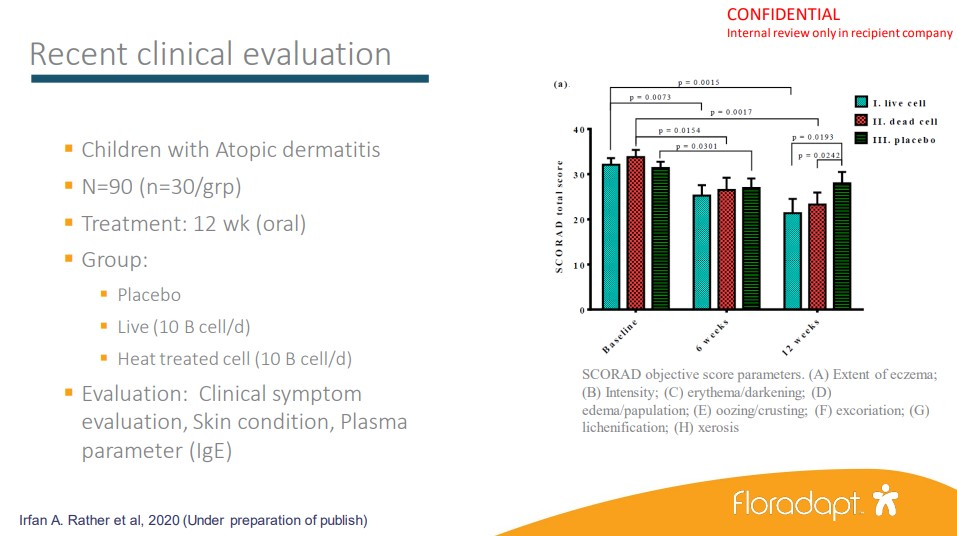 CONFIDENTIAL
Internal review only in recipient company
Recent clinical evaluation
Children with Atopic dermatitis
N=90 (n=30/grp)
Treatment: 12 wk (oral)
Group:
Placebo
Live (10 B cell/d)
Heat treated cell (10 B cell/d)
Evaluation: Clinical symptom
evaluation, Skin condition, Plasma
parameter (IgE)
(a)
p = 0.0015
p = 0.0073
p = 0.0017
p = 0.0154
p = 0.0301
p = 0.0193
p = 0.0242
I. live cell
II. dead cell
III. placebo
SCORAD total score
40
30
20
10
0
Baseline
6 weeks
12 weeks
SCORAD objective score parameters. (A) Extent of eczema;
(B) Intensity; (C) erythema/darkening; (D)
edema/papulation; (E) oozing/crusting; (F) excoriation; (G)
lichenification; (H) xerosis
Irfan A. Rather et al, 2020 (Under preparation of publish)
Floradapt™